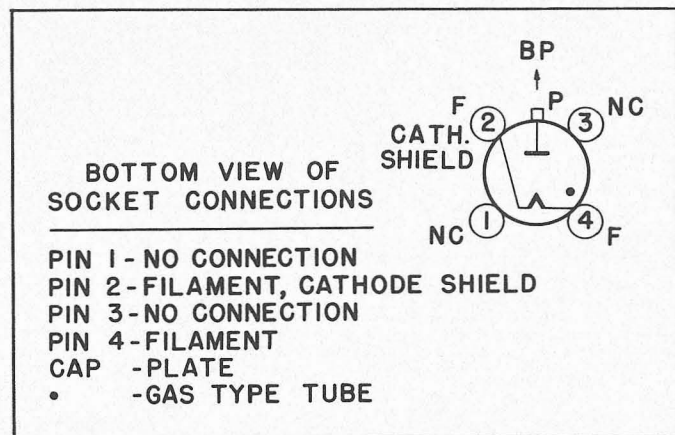 BP
F P NC
2 3
CATH.
SHIELD
1 4
NC F
BOTTOM VIEW OF
SOCKET CONNECTIONS
PIN 1-NO CONNECTION
PIN 2-FILAMENT, CATHODE SHIELD
PIN 3-NO CONNECTION
PIN 4-FILAMENT
CAP -PLATE
• -GAS TYPE TUBE